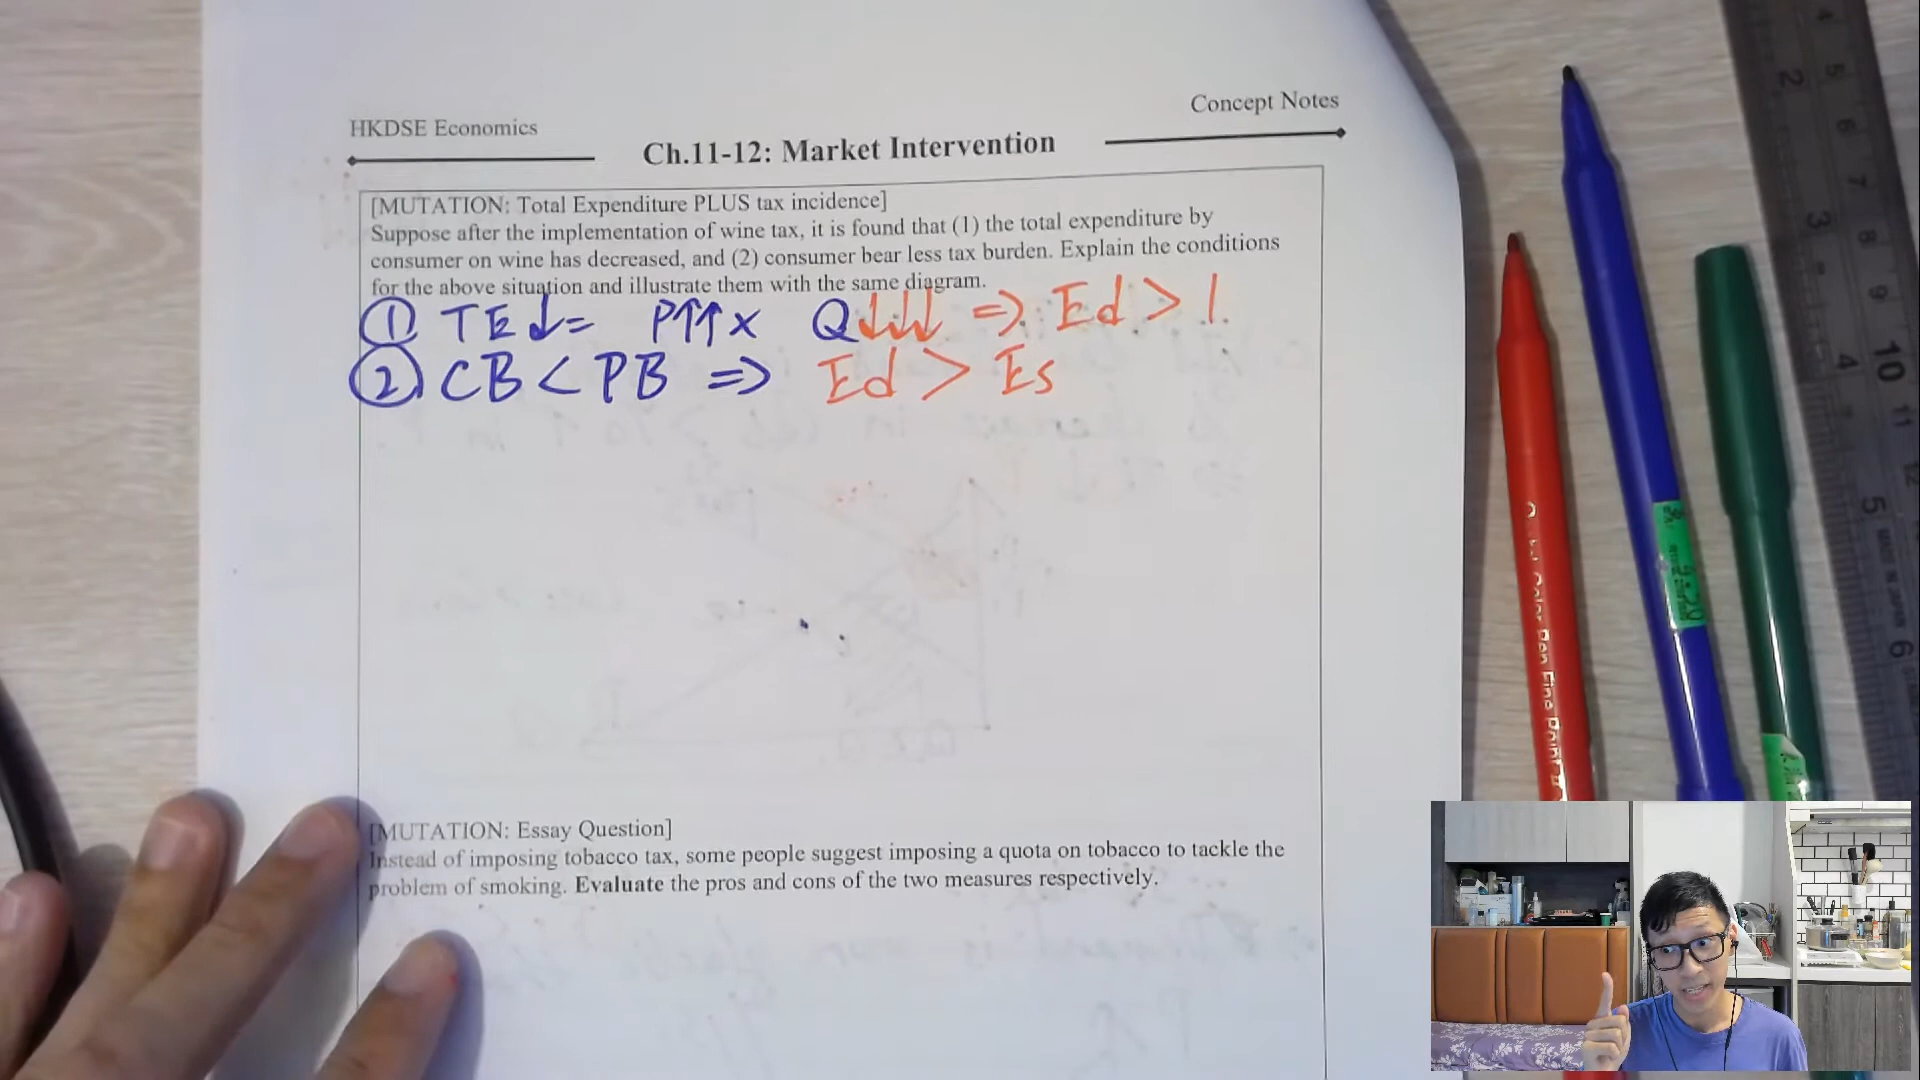 HKDSE Economics
Concept Notes
Ch.11-12: Market Intervention
[MUTATION: Total Expenditure PLUS tax incidence]
Suppose after the implementation of wine tax, it is found that (1) the total expenditure by
consumer on wine has decreased, and (2) consumer bear less tax burden. Explain the conditions
for the above situation and illustrate them with the same diagram.
① TE↓= P↑↑x Q↓↓↓ => Ed > 1
② CB < PB => Ed > Es
[MUTATION: Essay Question]
Instead of imposing tobacco tax, some people suggest imposing a quota on tobacco to tackle the
problem of smoking. Evaluate the pros and cons of the two measures respectively.